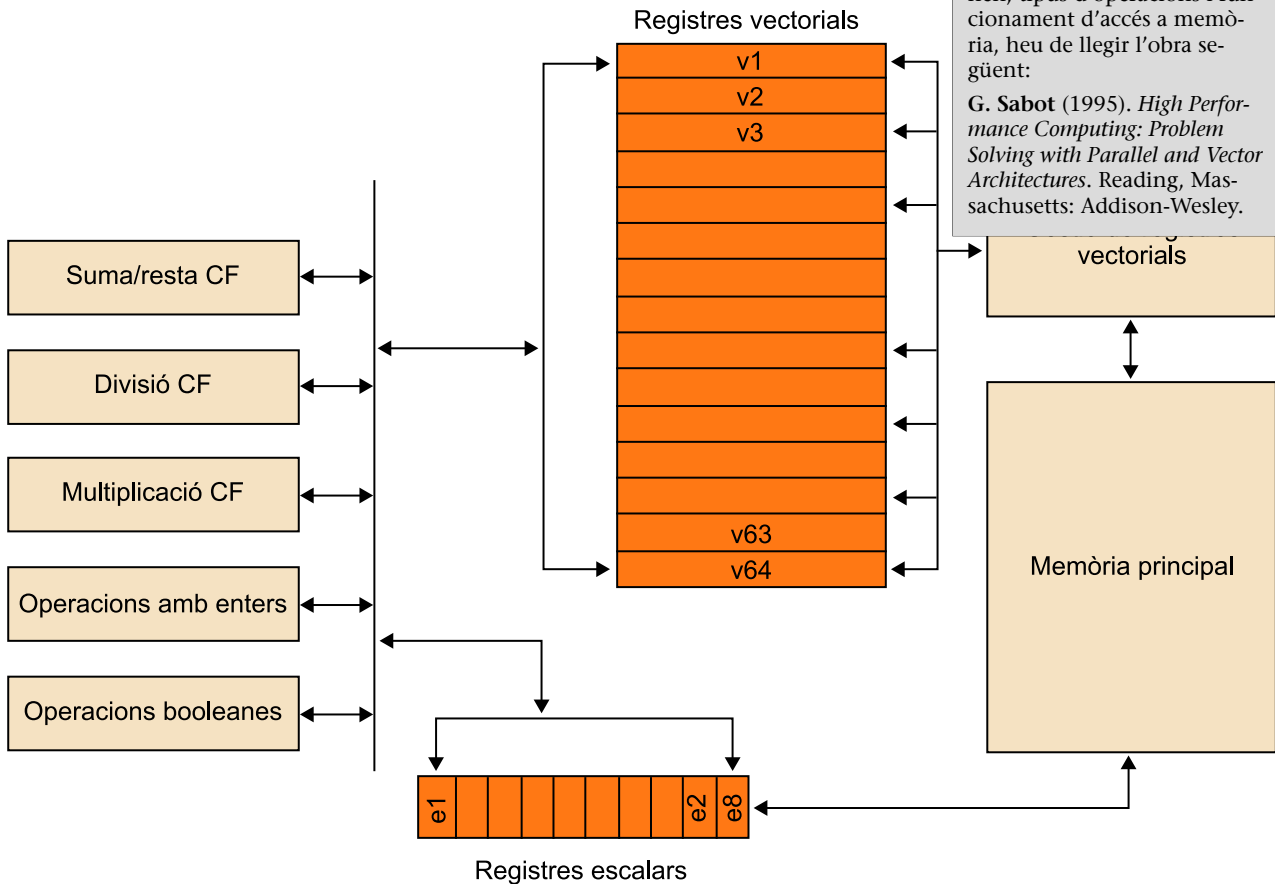 Registres vectorials
v1
v2
v3
v63
v64
cionament d'accés a memò-
ria, heu de llegir l'obra se-
güent:
G. Sabot (1995). High Perfor-
mance Computing: Problem
Solving with Parallel and Vector
Architectures. Reading, Mas-
sachusetts: Addison-Wesley.
vectorials
Suma/resta CF
Divisió CF
Multiplicació CF
Operacions amb enters
Operacions booleanes
Memòria principal
e1
e2
e8
Registres escalars